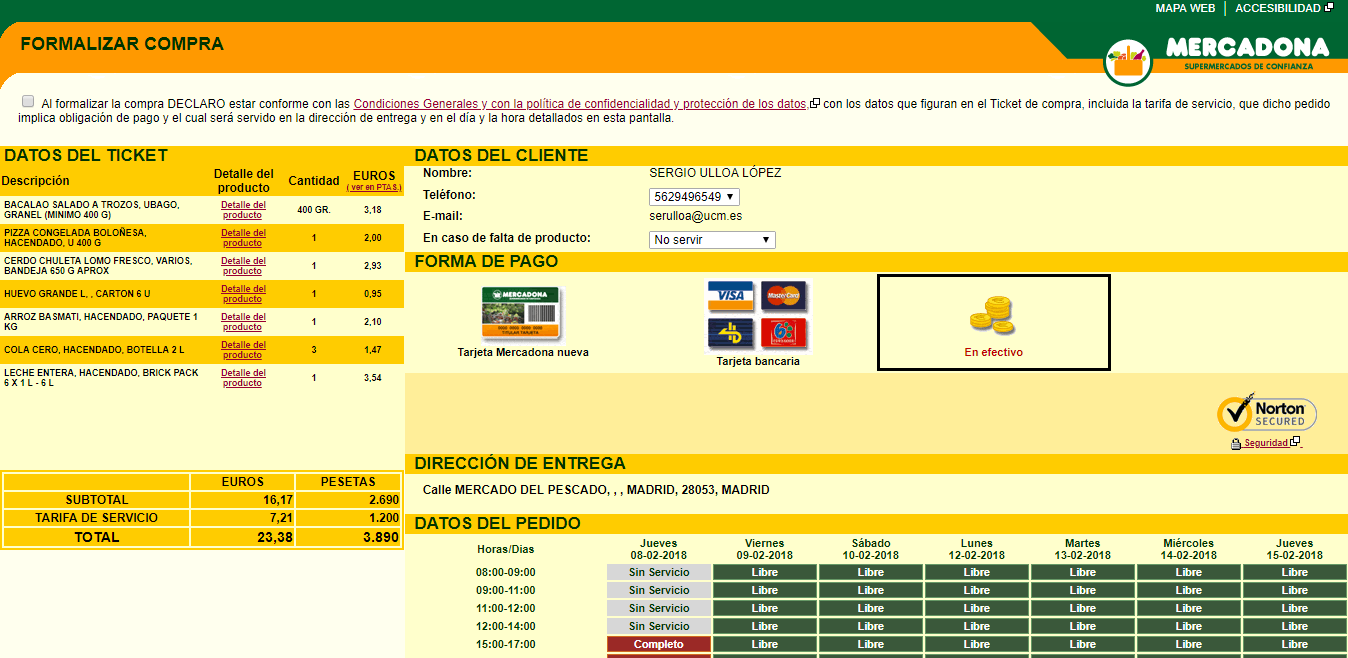 MAPA WEB | ACCESIBILIDAD
FORMALIZAR COMPRA
MERCADONA
SUPERMERCADOS DE CONFIANZA
Al formalizar la compra DECLARO estar conforme con las Condiciones Generales y con la política de confidencialidad y protección de los datos, con los datos que figuran en el Ticket de compra, incluida la tarifa de servicio, que dicho pedido
implica obligación de pago y el cual será servido en la dirección de entrega y en el día y la hora detallados en esta pantalla.
DATOS DEL TICKET
Descripción Detalle del producto Cantidad EUROS
( ver en PTAS.)
BACALAO SALADO A TROZOS, UBAGO, Detalle del
GRANEL (MINIMO 400 G) producto 400 GR. 3,18
PIZZA CONGELADA BOLOÑESA, Detalle del
HACENDADO, U 400 G producto 1 2,00
CERDO CHULETA LOMO FRESCO, VARIOS, Detalle del
BANDEJA 650 G APROX producto 1 2,93
HUEVO GRANDE L, , CARTON 6 U Detalle del producto 1 0,95
ARROZ BASMATI, HACENDADO, PAQUETE 1 Detalle del
KG producto 1 2,10
COLA CERO, HACENDADO, BOTELLA 2 L Detalle del producto 3 1,47
LECHE ENTERA, HACENDADO, BRICK PACK Detalle del
6 X 1 L - 6 L producto 1 3,54
EUROS PESETAS
SUBTOTAL 16,17 2.690
TARIFA DE SERVICIO 7,21 1.200
TOTAL 23,38 3.890
DATOS DEL CLIENTE
Nombre: SERGIO ULLOA LÓPEZ
Teléfono: 5629496549
E-mail: serulloa@ucm.es
En caso de falta de producto: No servir
FORMA DE PAGO
MERCADONA
VISA MasterCard
Tarjeta Mercadona nueva
Tarjeta bancaria
En efectivo
Norton
SECURED
Seguridad
DIRECCIÓN DE ENTREGA
Calle MERCADO DEL PESCADO, , , MADRID, 28053, MADRID
DATOS DEL PEDIDO
Horas/Dias Jueves Viernes Sábado Lunes Martes Miércoles Jueves
08-02-2018 09-02-2018 10-02-2018 12-02-2018 13-02-2018 14-02-2018 15-02-2018
08:00-09:00 Sin Servicio Libre Libre Libre Libre Libre Libre
09:00-11:00 Sin Servicio Libre Libre Libre Libre Libre Libre
11:00-12:00 Sin Servicio Libre Libre Libre Libre Libre Libre
12:00-14:00 Sin Servicio Libre Libre Libre Libre Libre Libre
15:00-17:00 Completo Libre Libre Libre Libre Libre Libre